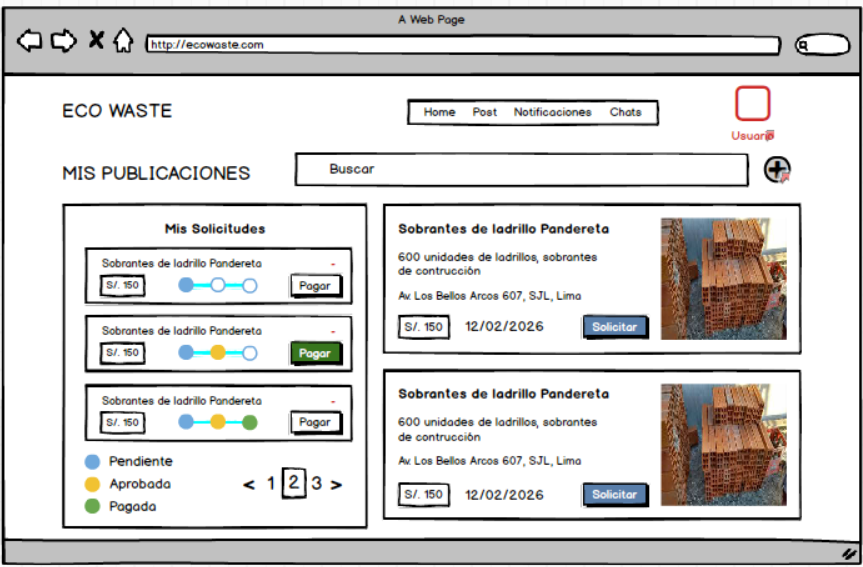 A Web Page
http://ecowaste.com
ECO WASTE
Home Post Notificaciones Chats
Usuario
MIS PUBLICACIONES
Buscar
Mis Solicitudes
Sobrantes de ladrillo Pandereta -
S/. 150 Pagar
Sobrantes de ladrillo Pandereta -
S/. 150 Pagar
Sobrantes de ladrillo Pandereta -
S/. 150 Pagar
Pendiente
Aprobada
Pagada
< 1 2 3 >
Sobrantes de ladrillo Pandereta
600 unidades de ladrillos, sobrantes
de contrucción
Av. Los Bellos Arcos 607, SJL, Lima
S/. 150 12/02/2026 Solicitar
Sobrantes de ladrillo Pandereta
600 unidades de ladrillos, sobrantes
de contrucción
Av. Los Bellos Arcos 607, SJL, Lima
S/. 150 12/02/2026 Solicitar